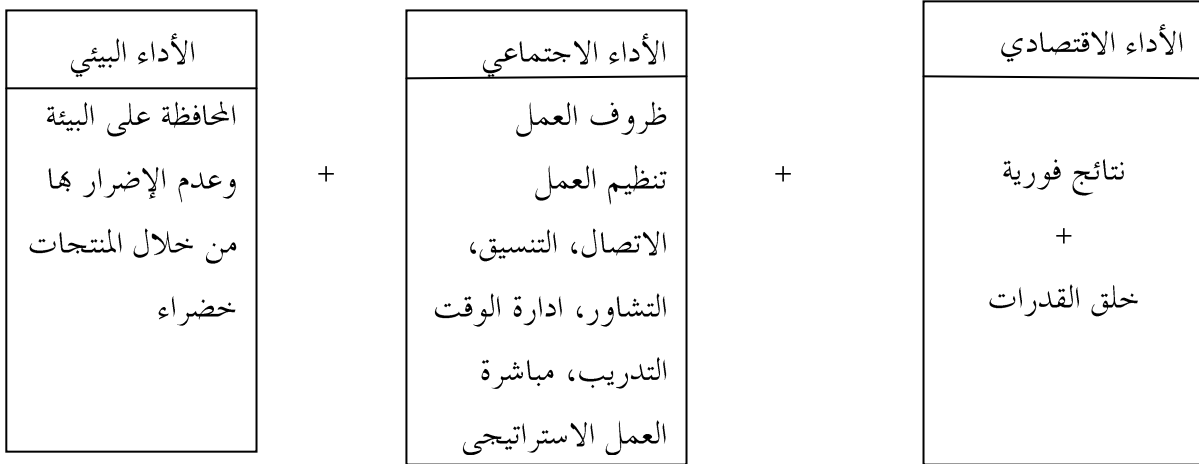 الأداء الاقتصادي
نتائج فورية
+
خلق القدرات
+
الأداء الاجتماعي
ظروف العمل
تنظيم العمل
الاتصال، التنسيق،
التشاور، ادارة الوقت
التدريب، مباشرة
العمل الاستراتيجي
+
الأداء البيئي
المحافظة على البيئة
وعدم الإضرار بها
من خلال المنتجات
خضراء